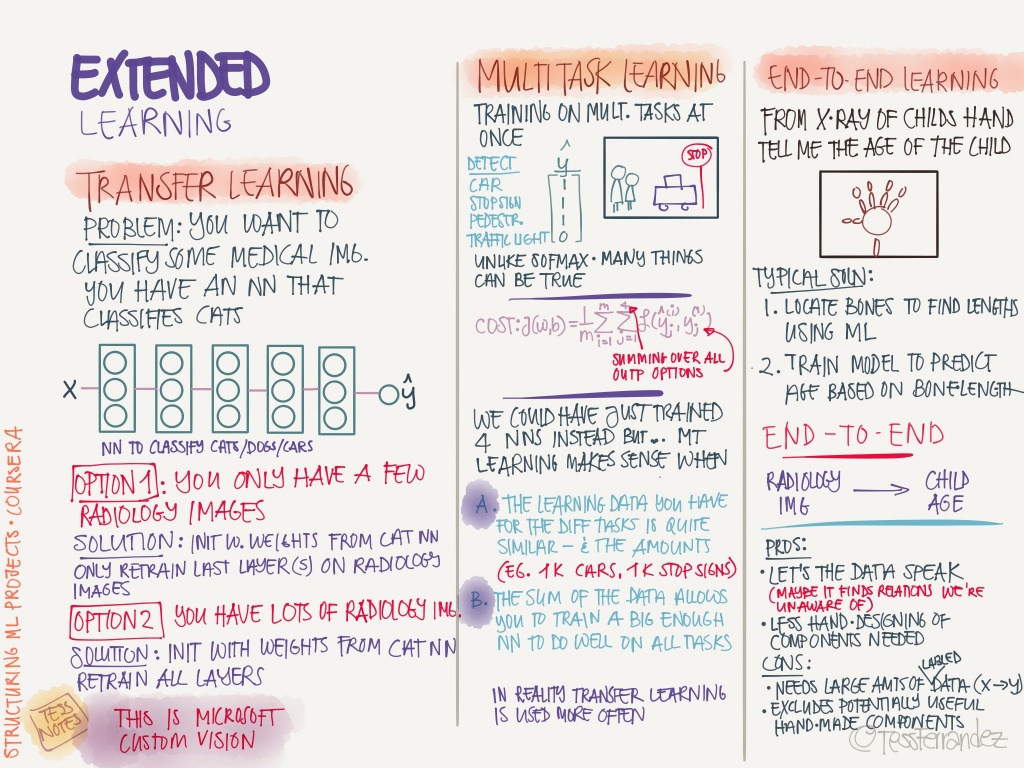 EXTENDED
LEARNING
TRANSFER LEARNING
PROBLEM: YOU WANT TO
CLASSIFY SOME MEDICAL IMG.
YOU HAVE AN NN THAT
CLASSIFIES CATS
X
ŷ
NN TO CLASSIFY CATS/DOGS/CARS
OPTION 1: YOU ONLY HAVE A FEW
RADIOLOGY IMAGES
SOLUTION: INIT W. WEIGHTS FROM CAT NN
ONLY RETRAIN LAST LAYER(S) ON RADIOLOGY
IMAGES
OPTION 2 YOU HAVE LOTS OF RADIOLOGY IMG.
SOLUTION: INIT WITH WEIGHTS FROM CAT NN
RETRAIN ALL LAYERS
THIS IS MICROSOFT
CUSTOM VISION
TESS
NOTES
STRUCTURING ML PROJECTS · COURSERA
MULTI TASK LEARNING
TRAINING ON MULT. TASKS AT
ONCE
DETECT
CAR
STOPSIGN
PEDESTR.
TRAFFIC LIGHT
ŷ
1
1
1
0
STOP
UNLIKE SOFMAX · MANY THINGS
CAN BE TRUE
COST: J(w,b) = 1/m Σ_{i=1}^{m} Σ_{j=1}^{4} ℒ(ŷ_j^{(i)}, y_j^{(i)})
SUMMING OVER ALL
OUTP OPTIONS
WE COULD HAVE JUST TRAINED
4 NNS INSTEAD BUT... MT
LEARNING MAKES SENSE WHEN
A. THE LEARNING DATA YOU HAVE
FOR THE DIFF TASKS IS QUITE
SIMILAR – & THE AMOUNTS
(EG. 1K CARS, 1K STOP SIGNS)
B. THE SUM OF THE DATA ALLOWS
YOU TO TRAIN A BIG ENOUGH
NN TO DO WELL ON ALL TASKS
IN REALITY TRANSFER LEARNING
IS USED MORE OFTEN
END-TO-END LEARNING
FROM X-RAY OF CHILDS HAND
TELL ME THE AGE OF THE CHILD
TYPICAL SOLN:
1. LOCATE BONES TO FIND LENGTHS
USING ML
2. TRAIN MODEL TO PREDICT
AGE BASED ON BONELENGTH
END-TO-END
RADIOLOGY
IMG → CHILD
AGE
PROS:
· LET'S THE DATA SPEAK
(MAYBE IT FINDS RELATIONS WE'RE
UNAWARE OF)
· LESS HAND-DESIGNING OF
COMPONENTS NEEDED
CONS:
LABLED
· NEEDS LARGE AMTS OF DATA (X→Y)
· EXCLUDES POTENTIALLY USEFUL
HAND-MADE COMPONENTS
©TessFerrandez